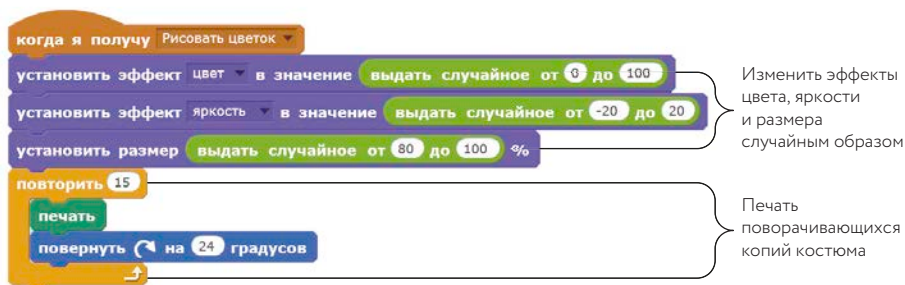 когда я получу Рисовать цветок
установить эффект цвет в значение выдать случайное от 0 до 100
установить эффект яркость в значение выдать случайное от -20 до 20
установить размер выдать случайное от 80 до 100 %
повторить 15
печать
повернуть на 24 градусов
Изменить эффекты
цвета, яркости
и размера
случайным образом
Печать
поворачивающихся
копий костюма